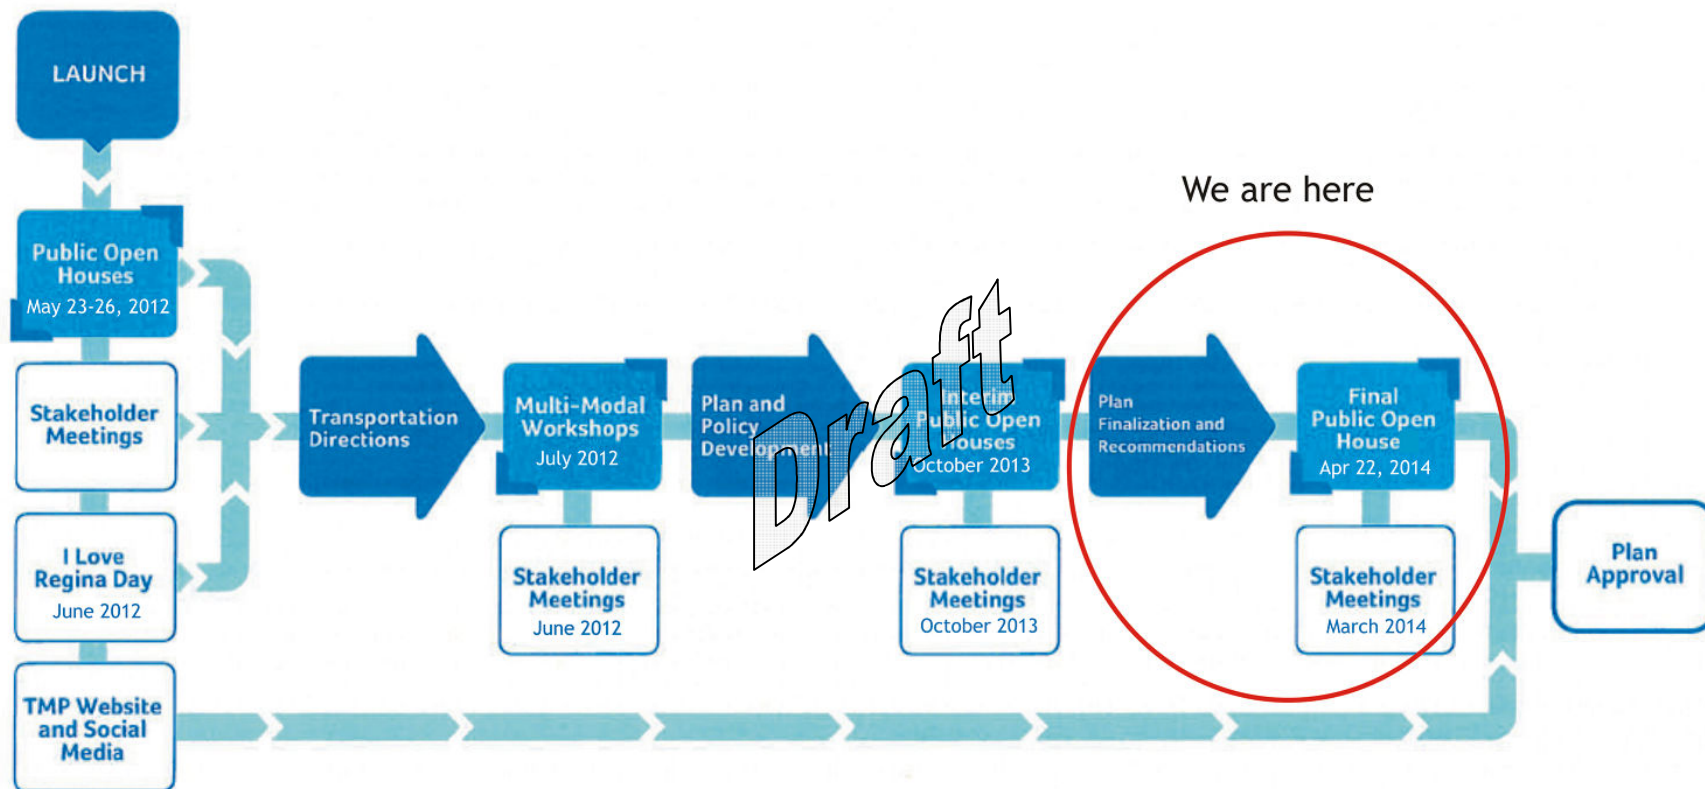 LAUNCH
We are here
Public Open
Houses
May 23-26, 2012
Stakeholder
Meetings
I Love
Regina Day
June 2012
TMP Website
and Social
Media
Transportation
Directions
Multi-Modal
Workshops
July 2012
Stakeholder
Meetings
June 2012
Plan and
Policy
Development
Draft
Interim
Public Open
Houses
October 2013
Stakeholder
Meetings
October 2013
Plan
Finalization and
Recommendations
Final
Public Open
House
Apr 22, 2014
Stakeholder
Meetings
March 2014
Plan
Approval